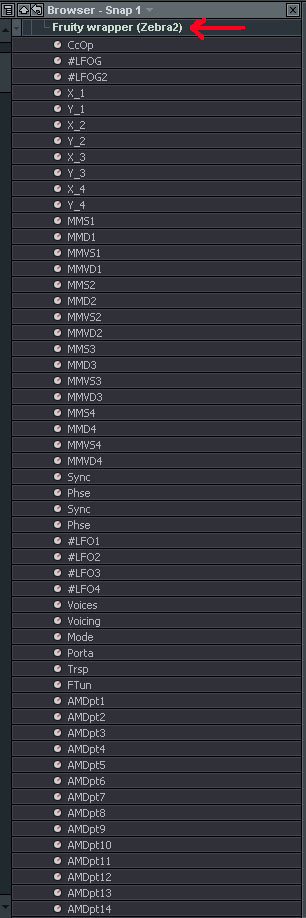 Browser - Snap 1
Fruity wrapper (Zebra2)
CcOp
#LFOG
#LFOG2
X_1
Y_1
X_2
Y_2
X_3
Y_3
X_4
Y_4
MMS1
MMD1
MMVS1
MMVD1
MMS2
MMD2
MMVS2
MMVD2
MMS3
MMD3
MMVS3
MMVD3
MMS4
MMD4
MMVS4
MMVD4
Sync
Phse
Sync
Phse
#LFO1
#LFO2
#LFO3
#LFO4
Voices
Voicing
Mode
Porta
Trsp
FTun
AMDpt1
AMDpt2
AMDpt3
AMDpt4
AMDpt5
AMDpt6
AMDpt7
AMDpt8
AMDpt9
AMDpt10
AMDpt11
AMDpt12
AMDpt13
AMDpt14